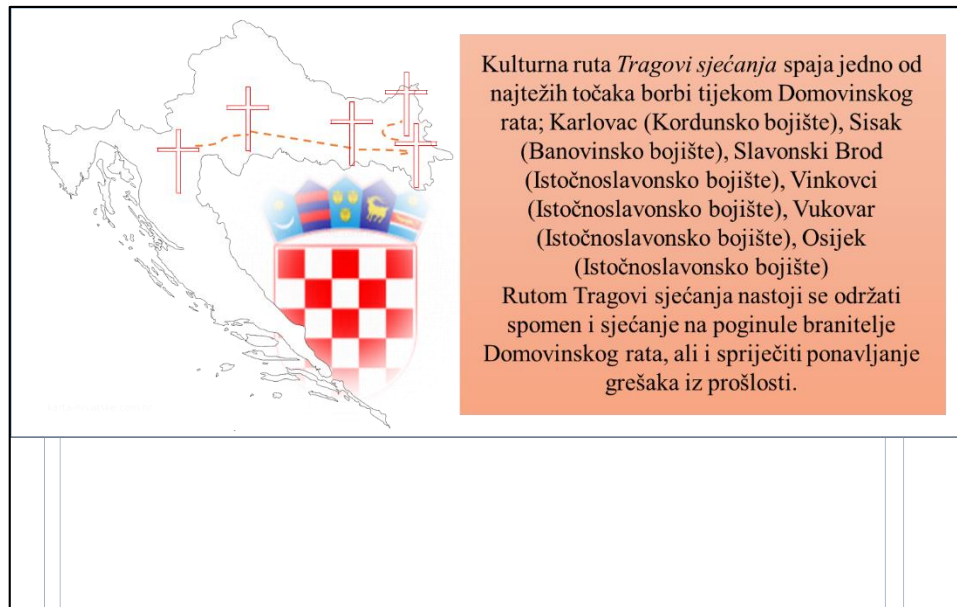 Kulturna ruta Tragovi sjećanja spaja jedno od
najtežih točaka borbi tijekom Domovinskog
rata; Karlovac (Kordunsko bojište), Sisak
(Banovinsko bojište), Slavonski Brod
(Istočnoslavonsko bojište), Vinkovci
(Istočnoslavonsko bojište), Vukovar
(Istočnoslavonsko bojište), Osijek
(Istočnoslavonsko bojište)
Rutom Tragovi sjećanja nastoji se održati
spomen i sjećanje na poginule branitelje
Domovinskog rata, ali i spriječiti ponavljanje
grešaka iz prošlosti.